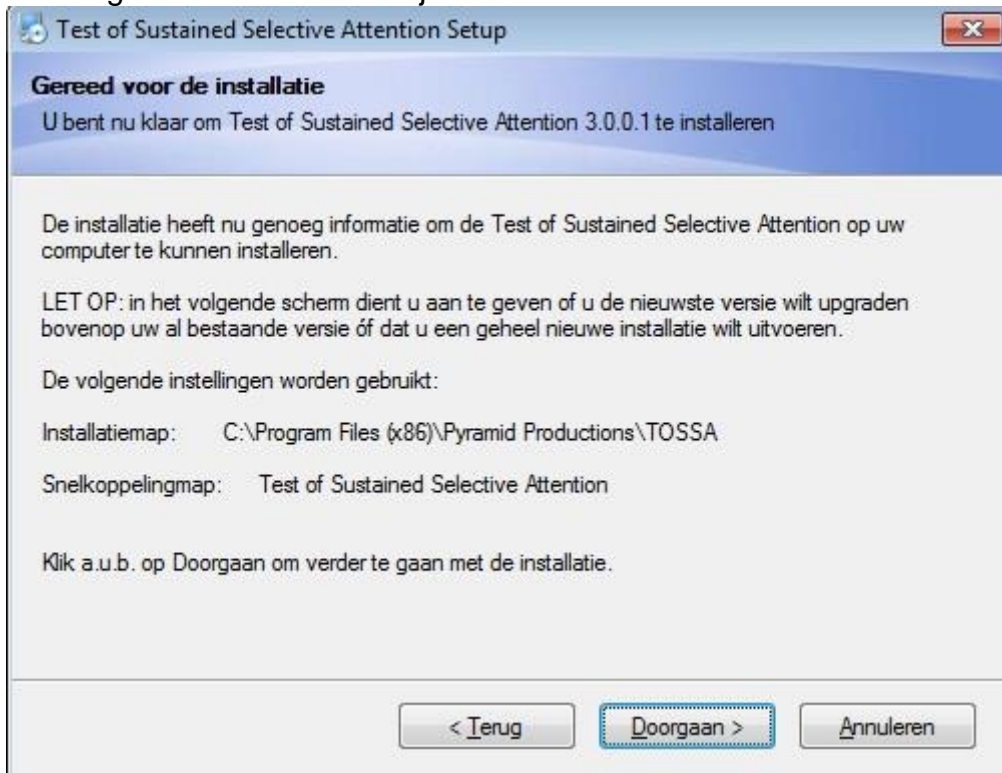 Test of Sustained Selective Attention Setup
Gereed voor de installatie
U bent nu klaar om Test of Sustained Selective Attention 3.0.0.1 te installeren
De installatie heeft nu genoeg informatie om de Test of Sustained Selective Attention op uw
computer te kunnen installeren.
LET OP: in het volgende scherm dient u aan te geven of u de nieuwste versie wilt upgraden
bovenop uw al bestaande versie óf dat u een geheel nieuwe installatie wilt uitvoeren.
De volgende instellingen worden gebruikt:
Installatiemap: C:\Program Files (x86)\Pyramid Productions\TOSSA
Snelkoppelingmap: Test of Sustained Selective Attention
Klik a.u.b. op Doorgaan om verder te gaan met de installatie.
< Terug Doorgaan > Annuleren